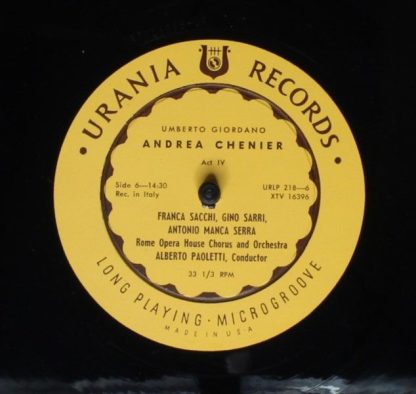 · URANIA RECORDS ·
UMBERTO GIORDANO
ANDREA CHENIER
Act IV
Side 6—14:30
Rec. in Italy
URLP 218—6
XTV 16396
FRANCA SACCHI, GINO SARRI,
ANTONIO MANCA SERRA
Rome Opera House Chorus and Orchestra
ALBERTO PAOLETTI, Conductor
33 1/3 RPM
LONG PLAYING · MICROGROOVE
MADE IN U.S.A